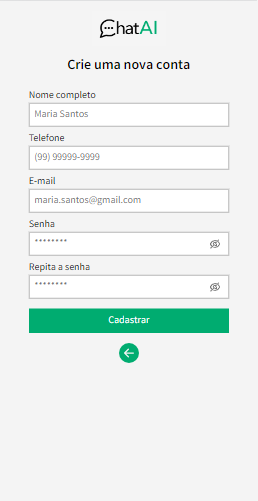 ChatAI
Crie uma nova conta
Nome completo
Maria Santos
Telefone
(99) 99999-9999
E-mail
maria.santos@gmail.com
Senha
********
Repita a senha
********
Cadastrar